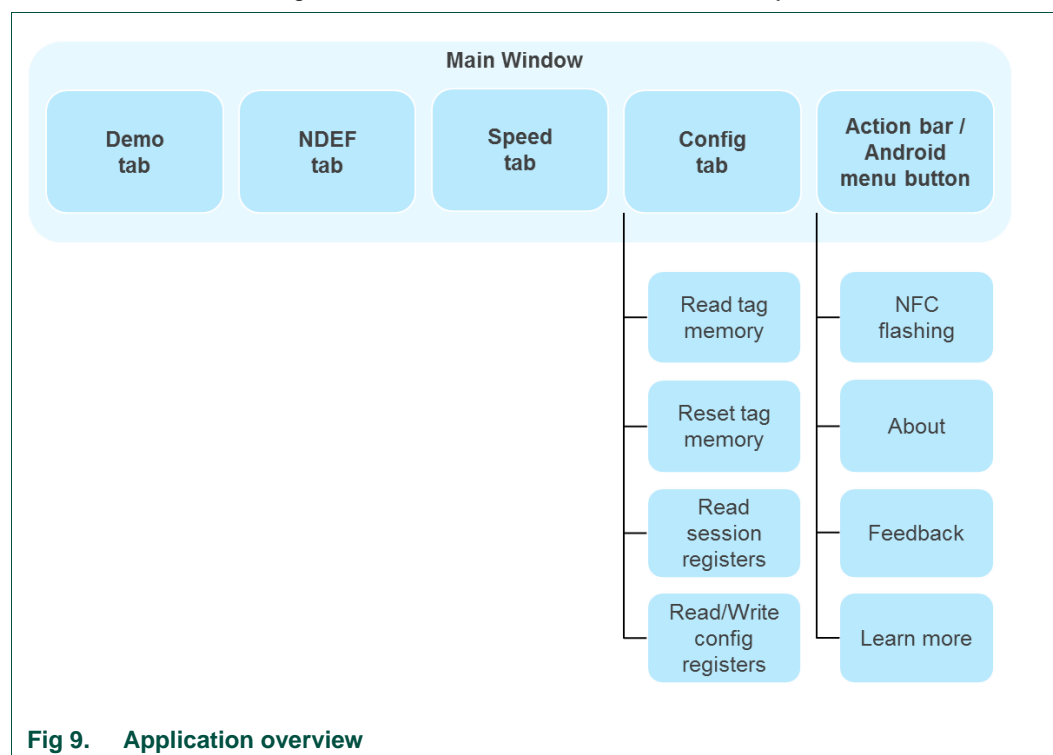 Main Window
Demo
tab
NDEF
tab
Speed
tab
Config
tab
Action bar /
Android
menu button
Read tag
memory
Reset tag
memory
Read
session
registers
Read/Write
config
registers
NFC
flashing
About
Feedback
Learn more
Fig 9. Application overview